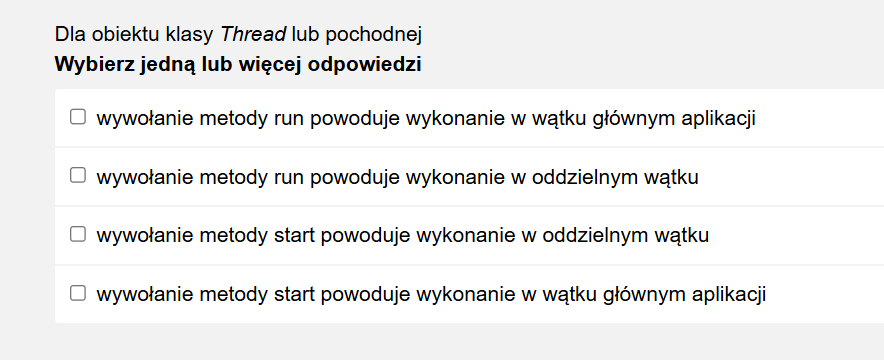 Dla obiektu klasy Thread lub pochodnej
Wybierz jedną lub więcej odpowiedzi
wywołanie metody run powoduje wykonanie w wątku głównym aplikacji
wywołanie metody run powoduje wykonanie w oddzielnym wątku
wywołanie metody start powoduje wykonanie w oddzielnym wątku
wywołanie metody start powoduje wykonanie w wątku głównym aplikacji